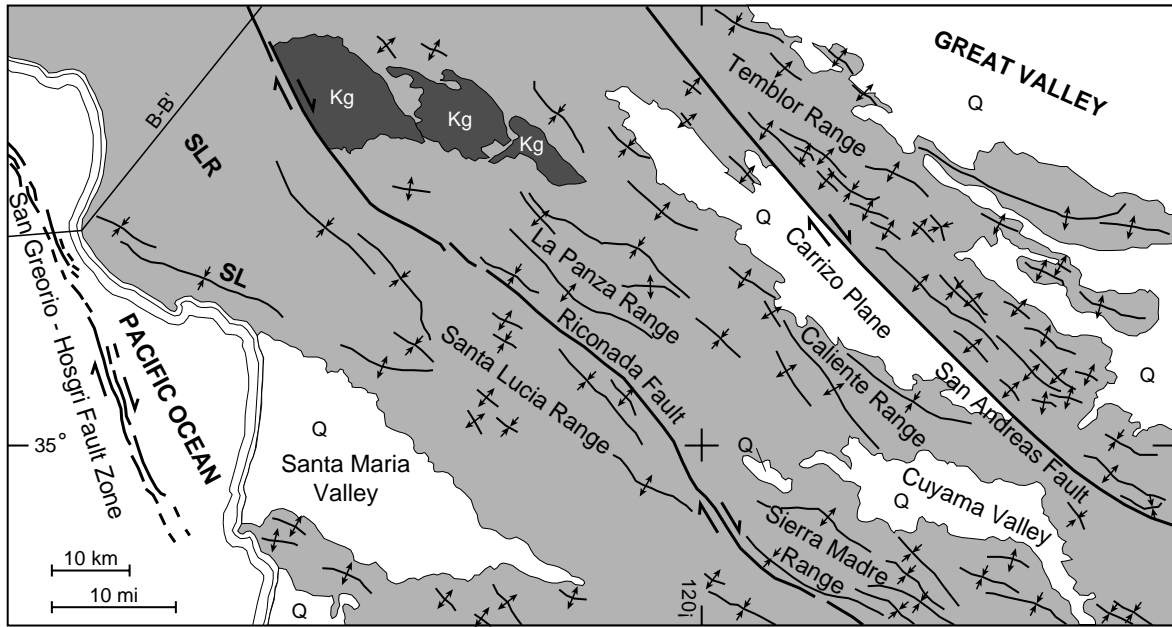 GREAT VALLEY
Q
Temblor Range
Kg
Kg
Kg
B-B'
SLR
Q
Carrizo Plane
Q
San Greorio - Hosgri Fault Zone
SL
La Panza Range
PACIFIC OCEAN
Riconada Fault
Santa Lucia Range
Caliente Range
San Andreas Fault
Q
35°
Q
Santa Maria
Valley
Q
Cuyama Valley
Q
Sierra Madre
Range
10 km
10 mi
Q
120i